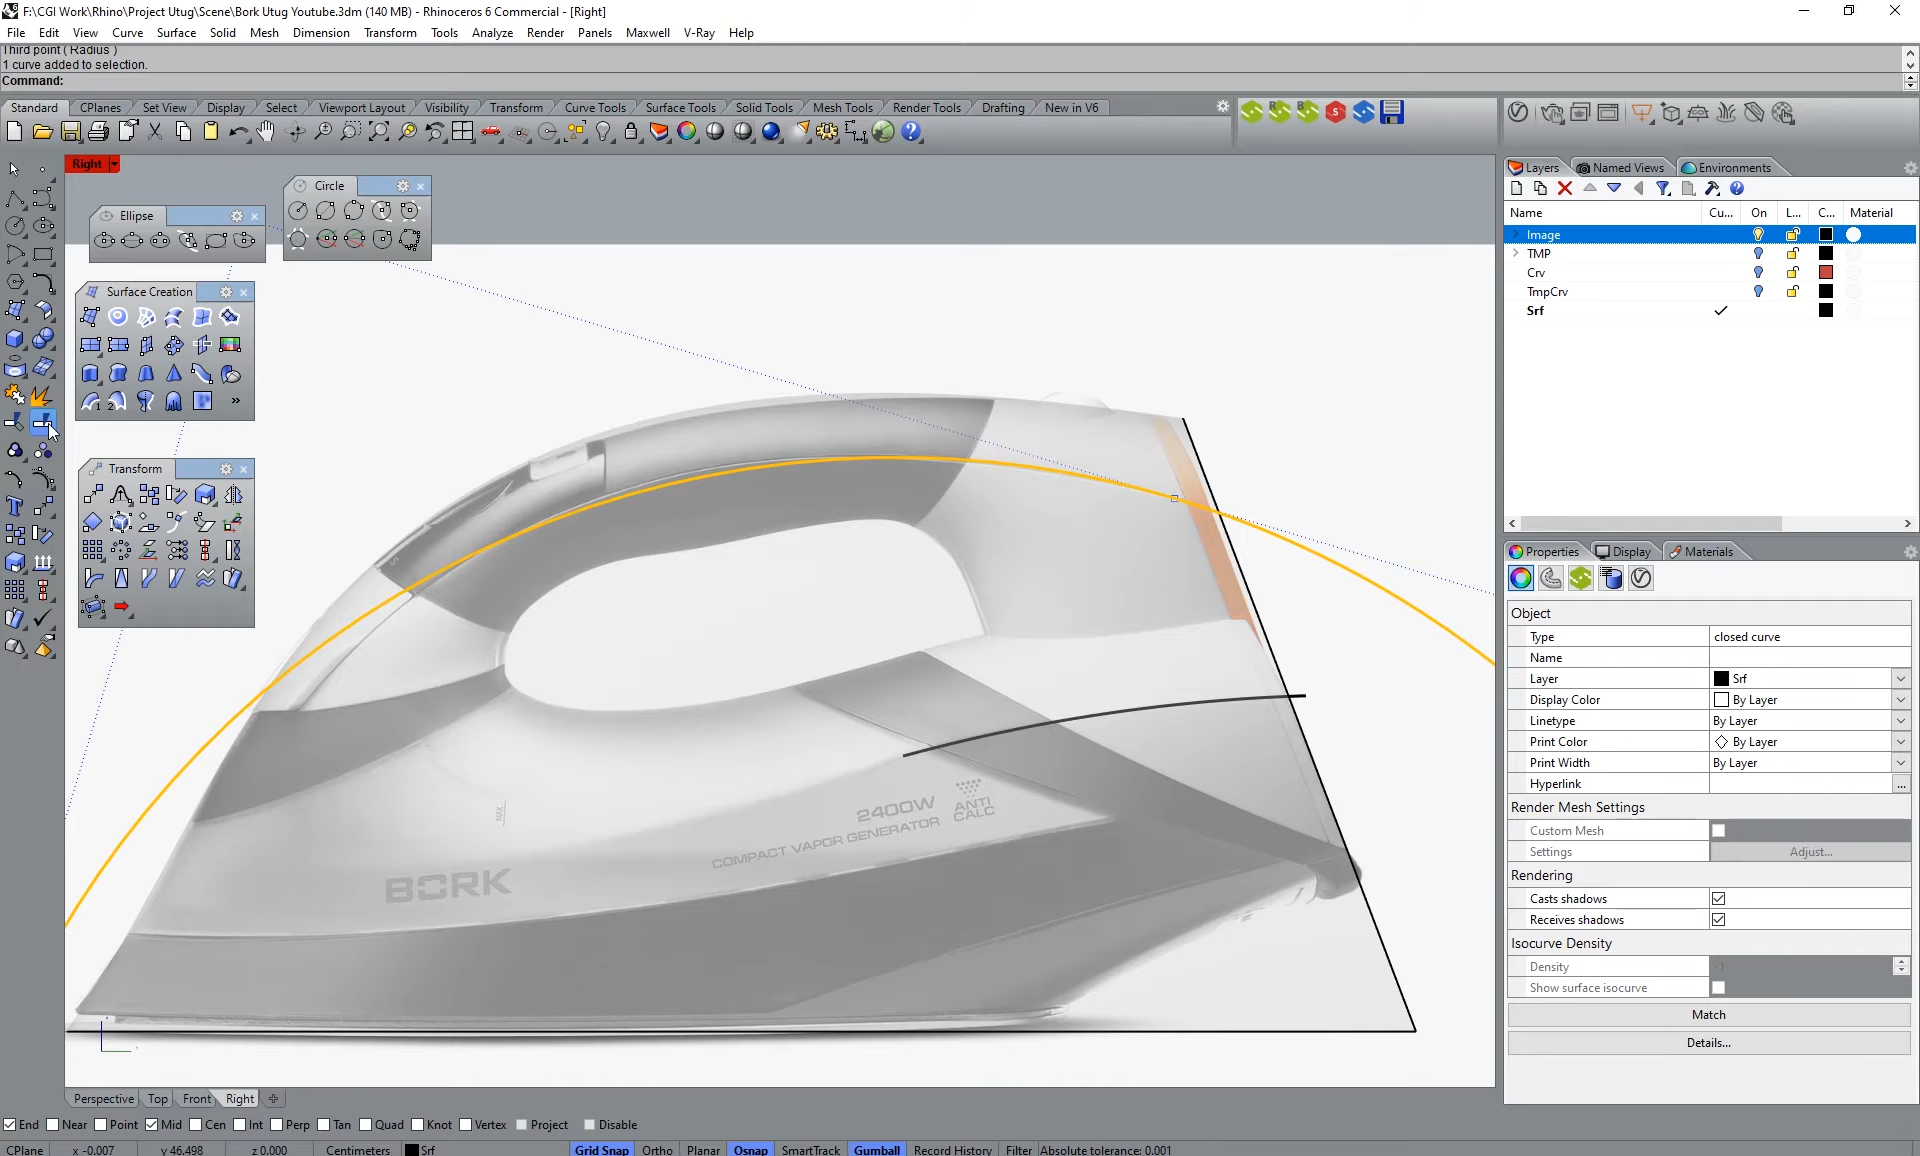 F:\CGI Work\Rhino\Project Utug\Scene\Bork Utug Youtube.3dm (140 MB) - Rhinoceros 6 Commercial - [Right]
File Edit View Curve Surface Solid Mesh Dimension Transform Tools Analyze Render Panels Maxwell V-Ray Help
Third point ( Radius )
1 curve added to selection.
Command:
Standard CPlanes Set View Display Select Viewport Layout Visibility Transform Curve Tools Surface Tools Solid Tools Mesh Tools Render Tools Drafting New in V6
Right
Circle
Ellipse
Surface Creation
Transform
MAX
2400W
ANTI
CALC
COMPACT VAPOR GENERATOR
BORK
Layers Named Views Environments
Name Cu... On L... C... Material
Image
TMP
Crv
TmpCrv
Srf
Properties Display Materials
Object
Type closed curve
Name
Layer Srf
Display Color By Layer
Linetype By Layer
Print Color By Layer
Print Width By Layer
Hyperlink ...
Render Mesh Settings
Custom Mesh
Settings Adjust...
Rendering
Casts shadows
Receives shadows
Isocurve Density
Density -1
Show surface isocurve
Match
Details...
Perspective Top Front Right
End Near Point Mid Cen Int Perp Tan Quad Knot Vertex Project Disable
CPlane x -0.007 y 46.498 z 0.000 Centimeters Srf Grid Snap Ortho Planar Osnap SmartTrack Gumball Record History Filter Absolute tolerance: 0.001